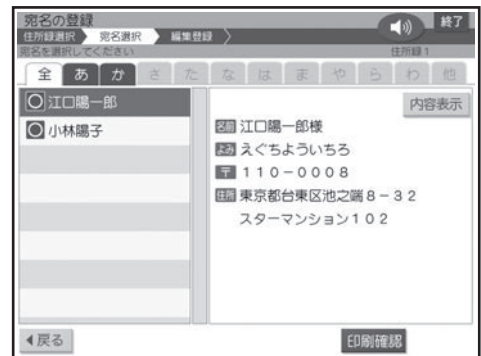 宛名の登録
終了
住所録選択 宛名選択 編集登録
宛名を選択してください
住所録1
全 あ か さ た な は ま や ら わ 他
江口陽一郎
小林陽子
内容表示
名前 江口陽一郎様
よみ えぐちよういちろ
〒 110-0008
住所 東京都台東区池之端8-32
スターマンション102
戻る
印刷確認